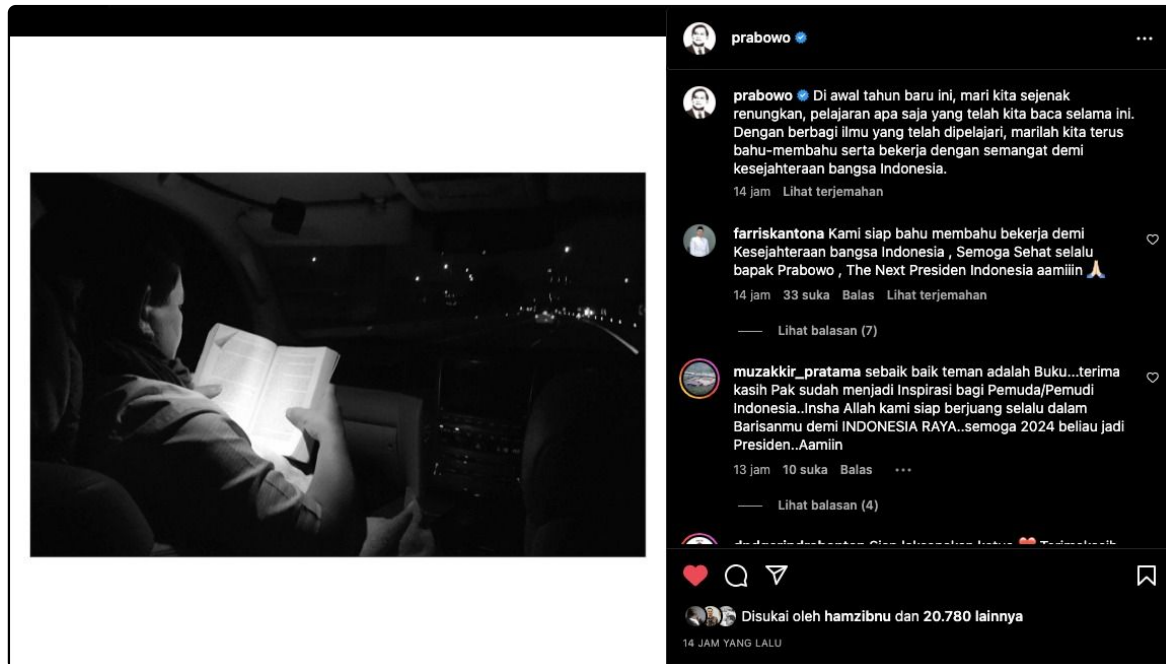 prabowo
prabowo Di awal tahun baru ini, mari kita sejenak
renungkan, pelajaran apa saja yang telah kita baca selama ini.
Dengan berbagi ilmu yang telah dipelajari, marilah kita terus
bahu-membahu serta bekerja dengan semangat demi
kesejahteraan bangsa Indonesia.
14 jam Lihat terjemahan
farriskantona Kami siap bahu membahu bekerja demi
Kesejahteraan bangsa Indonesia , Semoga Sehat selalu
bapak Prabowo , The Next Presiden Indonesia aamiiin 🙏🏻
14 jam 33 suka Balas Lihat terjemahan
Lihat balasan (7)
muzakkir_pratama sebaik baik teman adalah Buku...terima
kasih Pak sudah menjadi Inspirasi bagi Pemuda/Pemudi
Indonesia..Insha Allah kami siap berjuang selalu dalam
Barisanmu demi INDONESIA RAYA..semoga 2024 beliau jadi
Presiden..Aamiin
13 jam 10 suka Balas ...
Lihat balasan (4)
Disukai oleh hamzibnu dan 20.780 lainnya
14 JAM YANG LALU